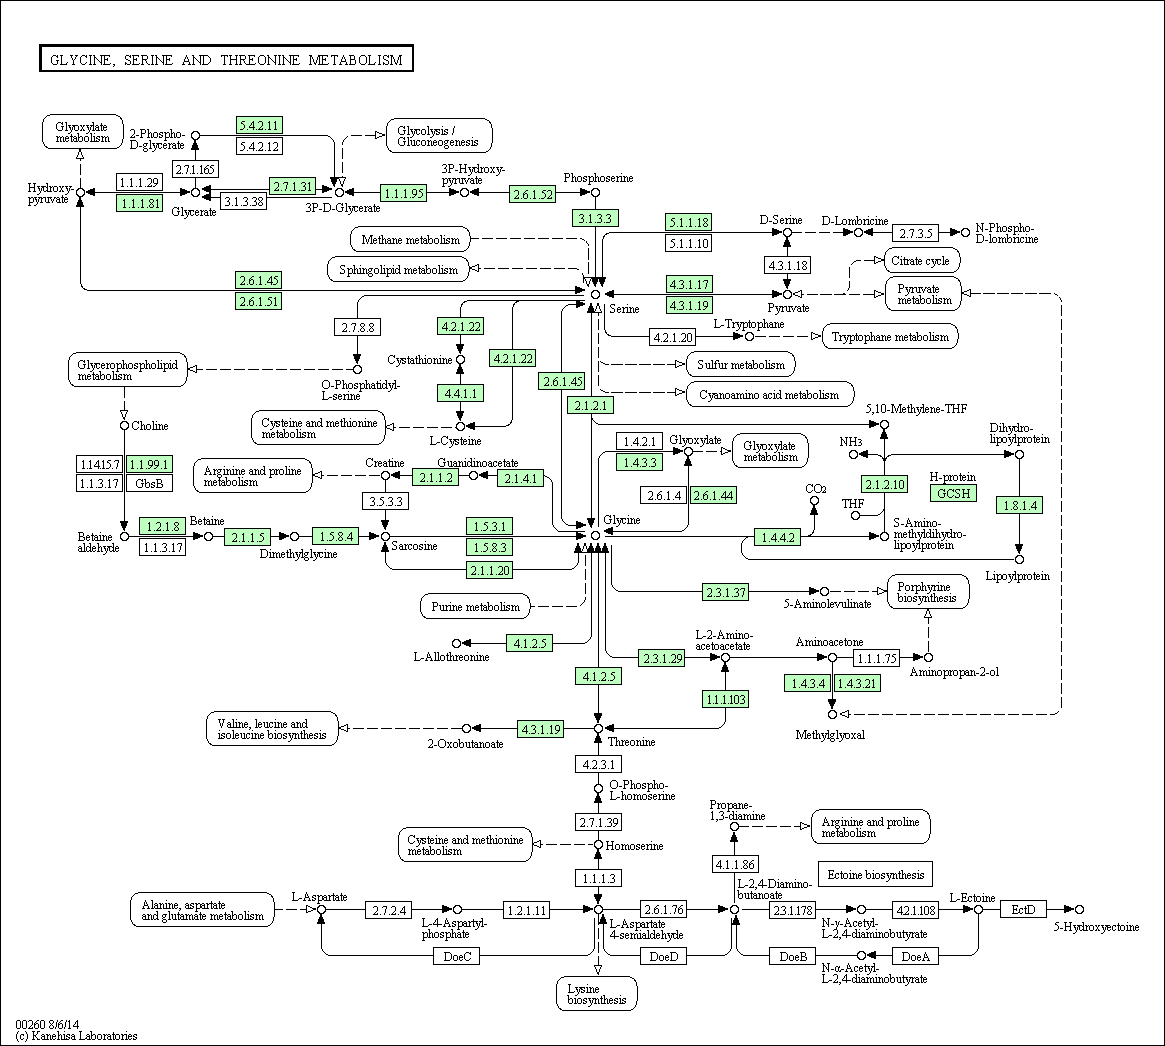 GLYCINE, SERINE AND THREONINE METABOLISM
Glyoxylate
metabolism
2-Phospho-
D-glycerate
5.4.2.11
5.4.2.12
Glycolysis /
Gluconeogenesis
2.7.1.165
3P-Hydroxy-
pyruvate
Phosphoserine
Hydroxy-
pyruvate
1.1.1.29
1.1.1.81
Glycerate
2.7.1.31
3.1.3.38
3P-D-Glycerate
1.1.1.95
2.6.1.52
3.1.3.3
5.1.1.18
5.1.1.10
D-Serine
D-Lombricine
2.7.3.5
N-Phospho-
D-lombricine
Methane metabolism
Sphingolipid metabolism
4.3.1.18
Citrate cycle
2.6.1.45
2.6.1.51
Serine
4.3.1.17
4.3.1.19
Pyruvate
Pyruvate
metabolism
2.7.8.8
4.2.1.22
4.2.1.20
L-Tryptophane
Tryptophane metabolism
Glycerophospholipid
metabolism
O-Phosphatidyl-
L-serine
Cystathionine
4.2.1.22
Sulfur metabolism
4.4.1.1
2.6.1.45
2.1.2.1
Cyanoamino acid metabolism
Choline
Cysteine and methionine
metabolism
L-Cysteine
5,10-Methylene-THF
1.4.2.1
1.4.3.3
Glyoxylate
Glyoxylate
metabolism
NH3
Dihydro-
lipoylprotein
1.14.15.7
1.1.99.1
1.1.3.17
GbsB
Arginine and proline
metabolism
Creatine
2.1.1.2
Guanidinoacetate
2.1.4.1
2.6.1.4
2.6.1.44
CO2
THF
2.1.2.10
H-protein
GCSH
1.8.1.4
3.5.3.3
Betaine
aldehyde
1.2.1.8
1.1.3.17
Betaine
2.1.1.5
Dimethylglycine
1.5.8.4
Sarcosine
1.5.3.1
1.5.8.3
2.1.1.20
Glycine
1.4.4.2
S-Amino-
methyldihydro-
lipoylprotein
Lipoylprotein
Purine metabolism
2.3.1.37
5-Aminolevulinate
Porphyrine
biosynthesis
L-Allothronine
4.1.2.5
2.3.1.29
L-2-Amino-
acetoacetate
Aminoacetone
1.1.1.75
Aminopropan-2-ol
4.1.2.5
1.1.1.103
1.4.3.4
1.4.3.21
Methylglyoxal
Valine, leucine and
isoleucine biosynthesis
2-Oxobutanoate
4.3.1.19
Threonine
4.2.3.1
O-Phospho-
L-homoserine
2.7.1.39
Propane-
1,3-diamine
Arginine and proline
metabolism
Cysteine and methionine
metabolism
Homoserine
1.1.1.3
4.1.1.86
Ectoine biosynthesis
Alanine, aspartate
and glutamate metabolism
L-Aspartate
2.7.2.4
L-4-Aspartyl-
phosphate
1.2.1.11
L-Aspartate
4-semialdehyde
2.6.1.76
L-2,4-Diamino-
butanoate
2.3.1.178
N-γ-Acetyl-
L-2,4-diaminobutyrate
4.2.1.108
L-Ectoine
EctD
5-Hydroxyectoine
DoeC
DoeD
DoeB
N-α-Acetyl-
L-2,4-diaminobutyrate
DoeA
Lysine
biosynthesis
00260 8/6/14
(c) Kanehisa Laboratories